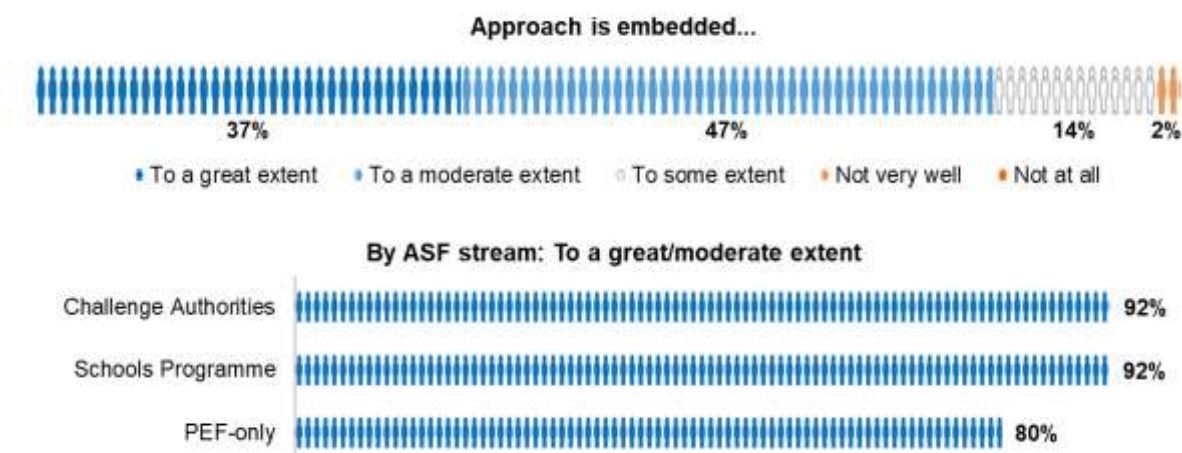 Approach is embedded...
37% 47% 14% 2%
To a great extent To a moderate extent To some extent Not very well Not at all
By ASF stream: To a great/moderate extent
Challenge Authorities 92%
Schools Programme 92%
PEF-only 80%